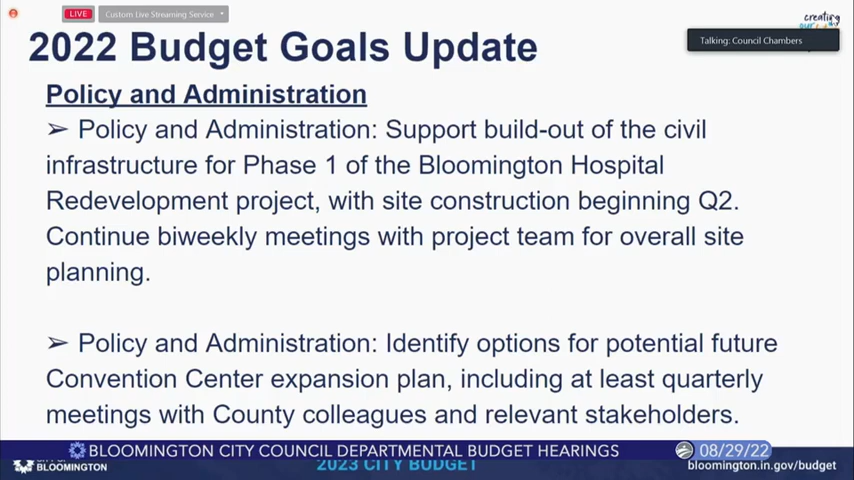 LIVE
Custom Live Streaming Service
creating
2022 Budget Goals Update
Talking: Council Chambers
Policy and Administration
➢ Policy and Administration: Support build-out of the civil
infrastructure for Phase 1 of the Bloomington Hospital
Redevelopment project, with site construction beginning Q2.
Continue biweekly meetings with project team for overall site
planning.
➢ Policy and Administration: Identify options for potential future
Convention Center expansion plan, including at least quarterly
meetings with County colleagues and relevant stakeholders.
BLOOMINGTON CITY COUNCIL DEPARTMENTAL BUDGET HEARINGS
08/29/22
BLOOMINGTON
2023 CITY BUDGET
bloomington.in.gov/budget